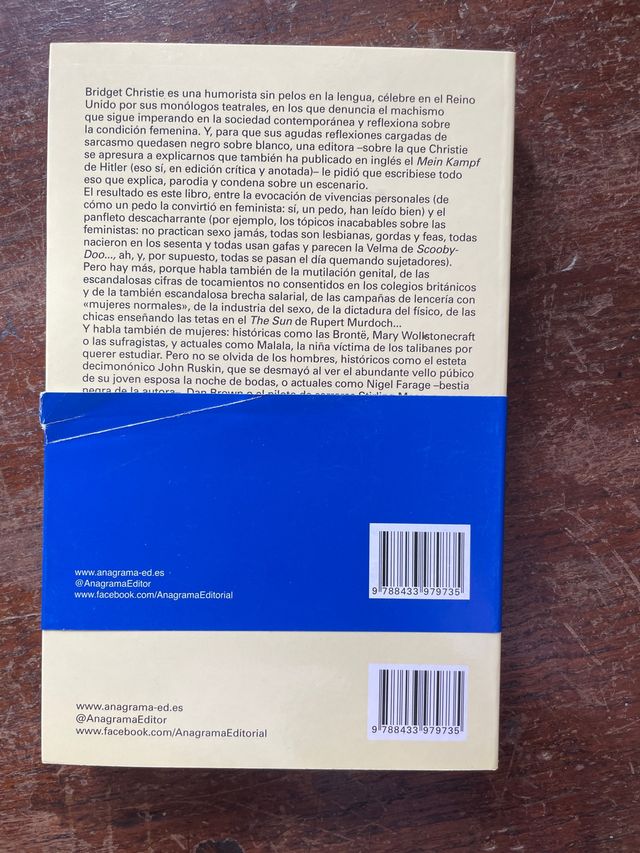 Bridget Christie es una humorista sin pelos en la lengua, célebre en el Reino
Unido por sus monólogos teatrales, en los que denuncia el machismo
que sigue imperando en la sociedad contemporánea y reflexiona sobre
la condición femenina. Y, para que sus agudas reflexiones cargadas de
sarcasmo quedasen negro sobre blanco, una editora –sobre la que Christie
se apresura a explicarnos que también ha publicado en inglés el Mein Kampf
de Hitler (eso sí, en edición crítica y anotada)– le pidió que escribiese todo
eso que explica, parodia y condena sobre un escenario.
El resultado es este libro, entre la evocación de vivencias personales (de
cómo un pedo la convirtió en feminista: sí, un pedo, han leído bien) y el
panfleto descacharrante (por ejemplo, los tópicos inacabables sobre las
feministas: no practican sexo jamás, todas son lesbianas, gordas y feas, todas
nacieron en los sesenta y todas usan gafas y parecen la Velma de Scooby-
Doo..., ah, y, por supuesto, todas se pasan el día quemando sujetadores).
Pero hay más, porque habla también de la mutilación genital, de las
escandalosas cifras de tocamientos no consentidos en los colegios británicos
y de la también escandalosa brecha salarial, de las campañas de lencería con
«mujeres normales», de la industria del sexo, de la dictadura del físico, de las
chicas enseñando las tetas en el The Sun de Rupert Murdoch...
Y habla también de mujeres: históricas como las Brontë, Mary Wollstonecraft
o las sufragistas, y actuales como Malala, la niña víctima de los talibanes por
querer estudiar. Pero no se olvida de los hombres, históricos como el esteta
decimonónico John Ruskin, que se desmayó al ver el abundante vello púbico
de su joven esposa la noche de bodas, o actuales como Nigel Farage –bestia
negra de la autora–, Dan Brown o el piloto de carreras Stirling
www.anagrama-ed.es
@AnagramaEditor
www.facebook.com/AnagramaEditorial
9 788433 979735
www.anagrama-ed.es
@AnagramaEditor
www.facebook.com/AnagramaEditorial
9 788433 979735